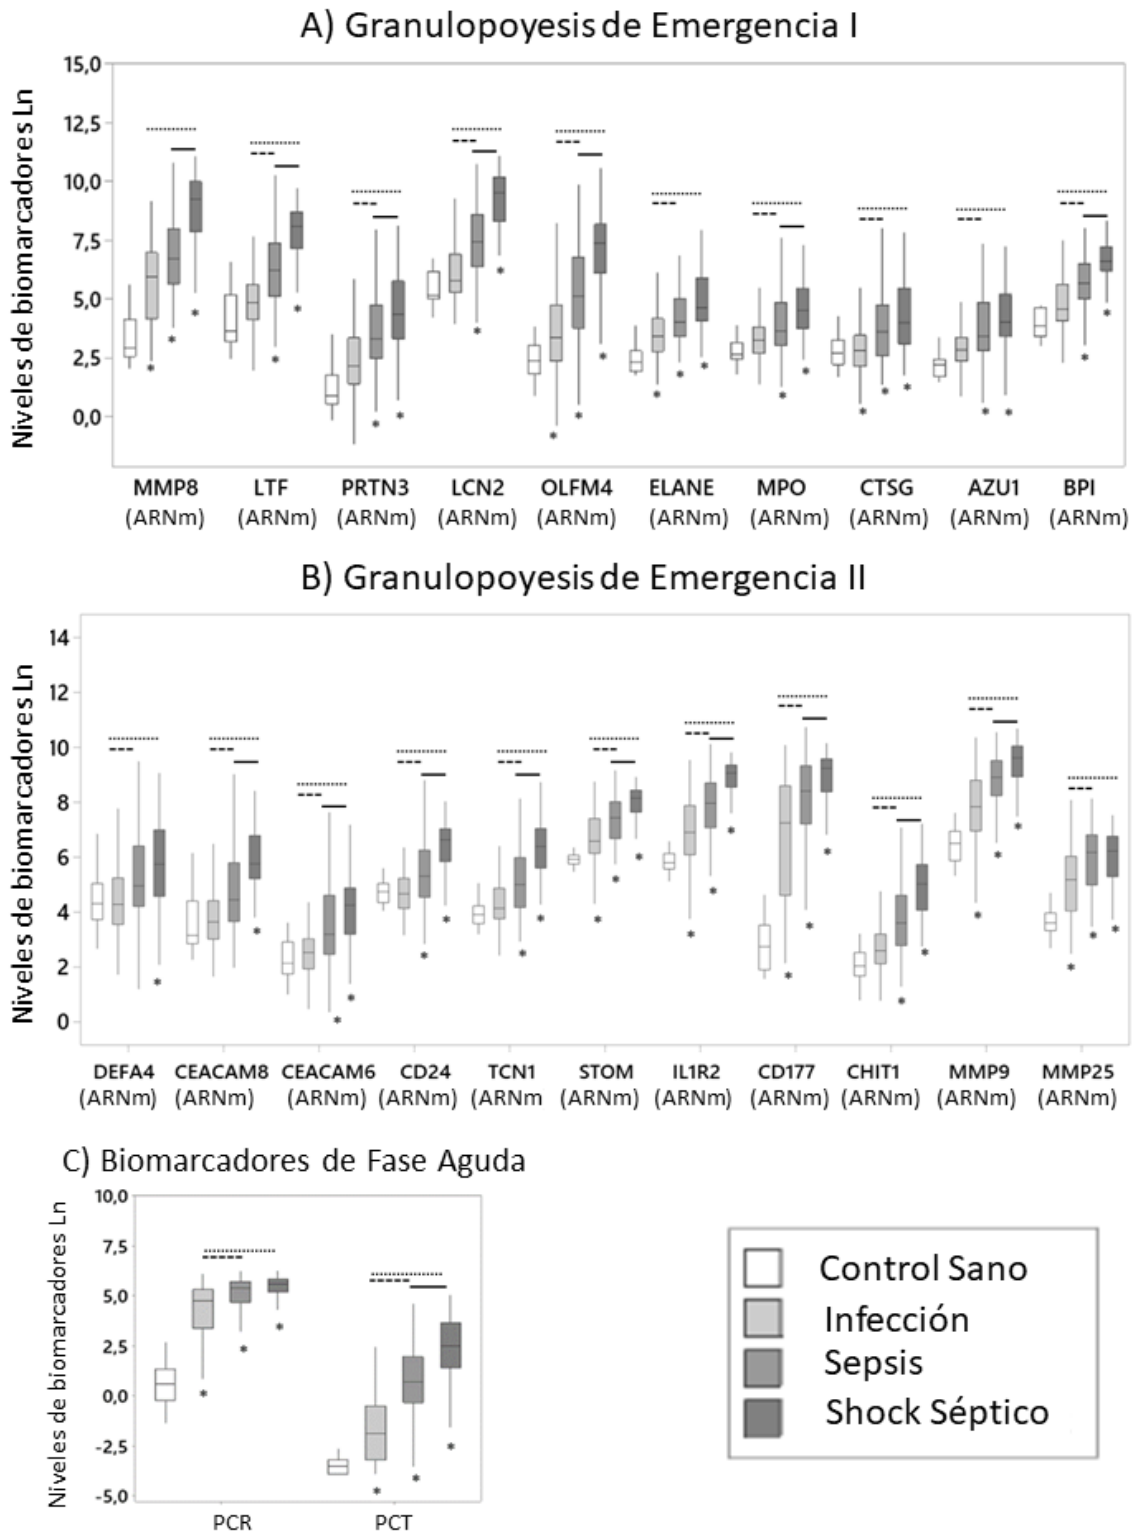 A) Granulopoyesis de Emergencia I
Niveles de biomarcadores Ln
15,0
12,5
10,0
7,5
5,0
2,5
0,0
MMP8 LTF PRTN3 LCN2 OLFM4 ELANE MPO CTSG AZU1 BPI
(ARNm) (ARNm) (ARNm) (ARNm) (ARNm) (ARNm) (ARNm) (ARNm) (ARNm) (ARNm)
B) Granulopoyesis de Emergencia II
Niveles de biomarcadores Ln
14
12
10
8
6
4
2
0
DEFA4 CEACAM8 CEACAM6 CD24 TCN1 STOM IL1R2 CD177 CHIT1 MMP9 MMP25
(ARNm) (ARNm) (ARNm) (ARNm) (ARNm (ARNm) (ARNm) (ARNm) (ARNm) (ARNm) (ARNm)
C) Biomarcadores de Fase Aguda
Niveles de biomarcadores Ln
10,0
7,5
5,0
2,5
0,0
-2,5
-5,0
PCR PCT
Control Sano
Infección
Sepsis
Shock Séptico